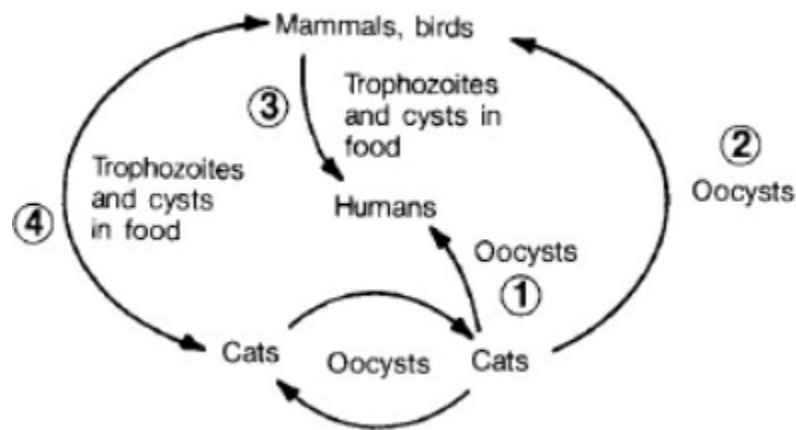 Mammals, birds
③
Trophozoites
and cysts in
food
②
Oocysts
Trophozoites
and cysts
in food
④
Humans
Oocysts
①
Cats
Oocysts
Cats